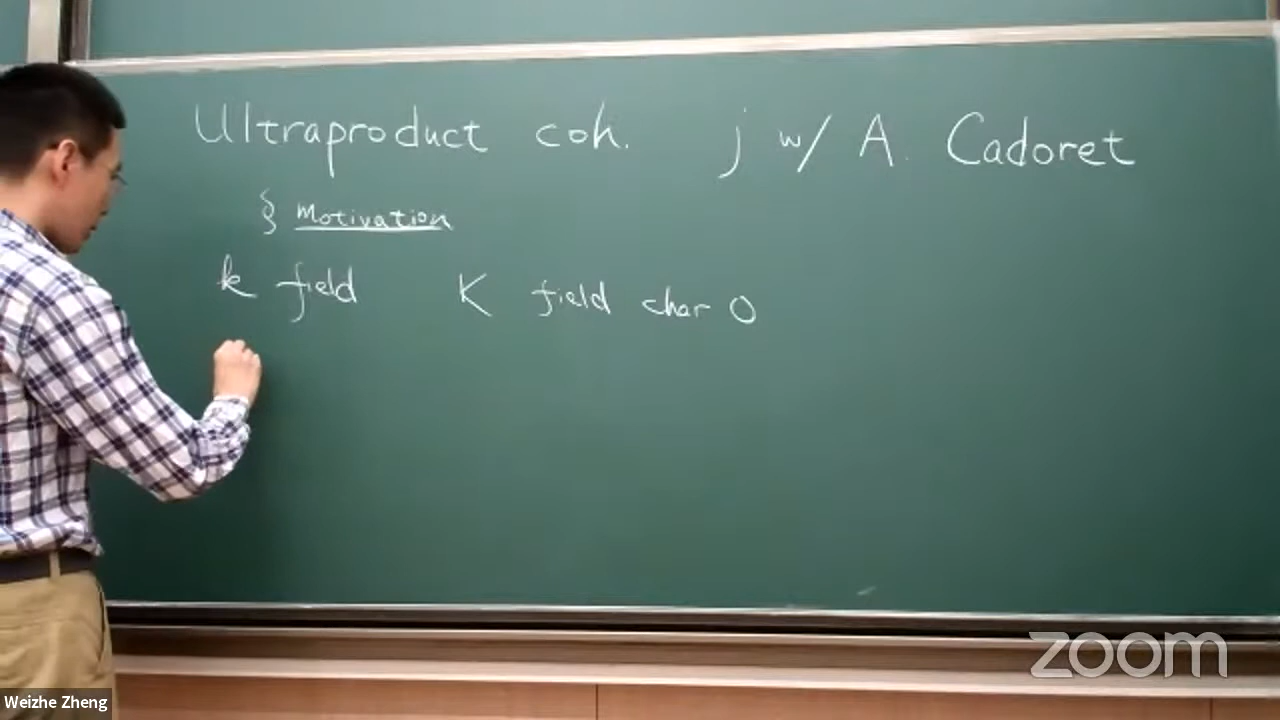 Ultraproduct coh. j w/ A. Cadoret
§ Motivation
k field K field char 0
zoom
Weizhe Zheng